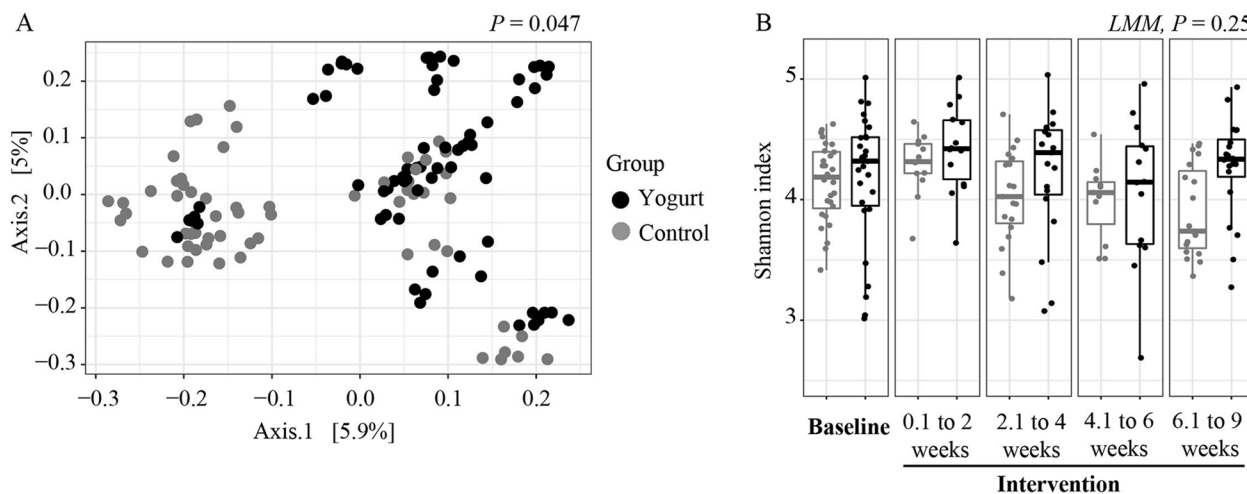 A
P = 0.047
0.2
0.1
0.0
−0.1
−0.2
−0.3
Axis.2 [5%]
−0.3 −0.2 −0.1 0.0 0.1 0.2
Axis.1 [5.9%]
Group
Yogurt
Control
B
LMM, P = 0.25
5
4
3
Shannon index
Baseline
0.1 to 2 weeks
2.1 to 4 weeks
4.1 to 6 weeks
6.1 to 9 weeks
Intervention